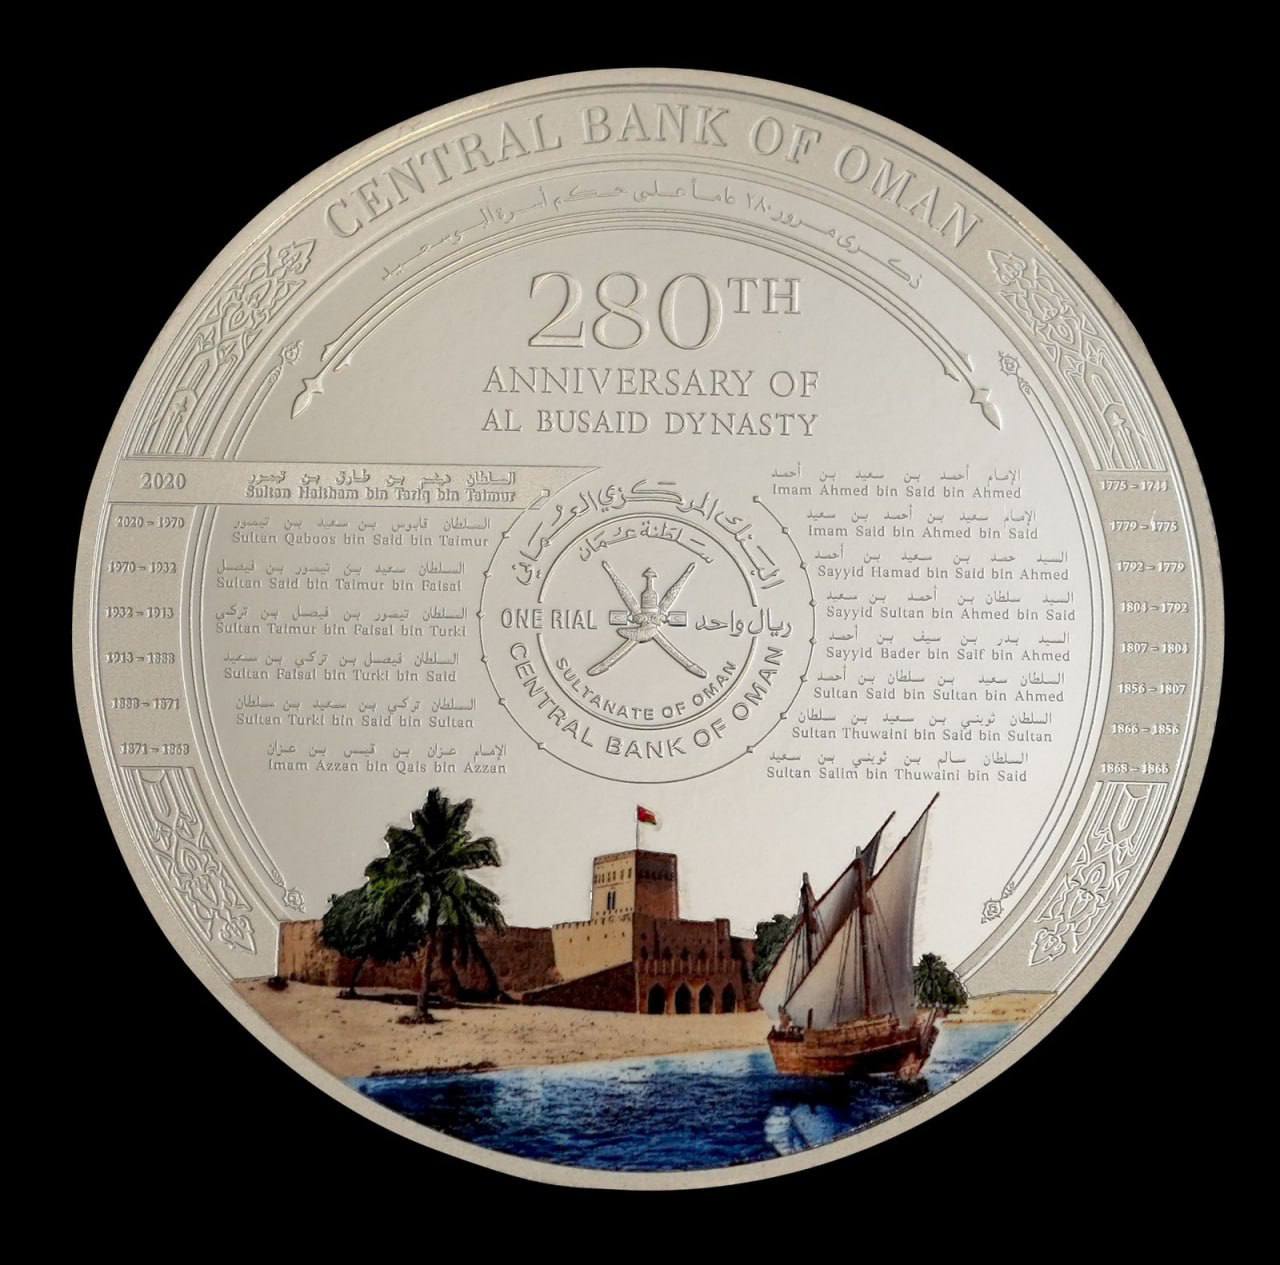 CENTRAL BANK OF OMAN
ذكرى مرور ٢٨٠ عاماً على حكم أسرة البوسعيد
280TH
ANNIVERSARY OF
AL BUSAID DYNASTY
2020
السلطان هيثم بن طارق بن تيمور
Sultan Haitham bin Tariq bin Taimur
2020 - 1970
السلطان قابوس بن سعيد بن تيمور
Sultan Qaboos bin Said bin Taimur
1970 - 1932
السلطان سعيد بن تيمور بن فيصل
Sultan Said bin Taimur bin Faisal
1932 - 1913
السلطان تيمور بن فيصل بن تركي
Sultan Taimur bin Faisal bin Turki
1913 - 1888
السلطان فيصل بن تركي بن سعيد
Sultan Faisal bin Turki bin Said
1888 - 1871
السلطان تركي بن سعيد بن سلطان
Sultan Turki bin Said bin Sultan
1871 - 1868
الإمام عزان بن قيس بن عزان
Imam Azzan bin Qais bin Azzan
البنك المركزي العماني
سلطنة عمان
ONE RIAL
ريال واحد
SULTANATE OF OMAN
CENTRAL BANK OF OMAN
الإمام أحمد بن سعيد بن أحمد
Imam Ahmed bin Said bin Ahmed
1775 - 1744
الإمام سعيد بن أحمد بن سعيد
Imam Said bin Ahmed bin Said
1779 - 1775
السيد حمد بن سعيد بن أحمد
Sayyid Hamad bin Said bin Ahmed
1792 - 1779
السيد سلطان بن أحمد بن سعيد
Sayyid Sultan bin Ahmed bin Said
1804 - 1792
السيد بدر بن سيف بن أحمد
Sayyid Bader bin Saif bin Ahmed
1807 - 1804
السلطان سعيد بن سلطان بن أحمد
Sultan Said bin Sultan bin Ahmed
1856 - 1807
السلطان ثويني بن سعيد بن سلطان
Sultan Thuwaini bin Said bin Sultan
1866 - 1856
السلطان سالم بن ثويني بن سعيد
Sultan Salim bin Thuwaini bin Said
1868 - 1866